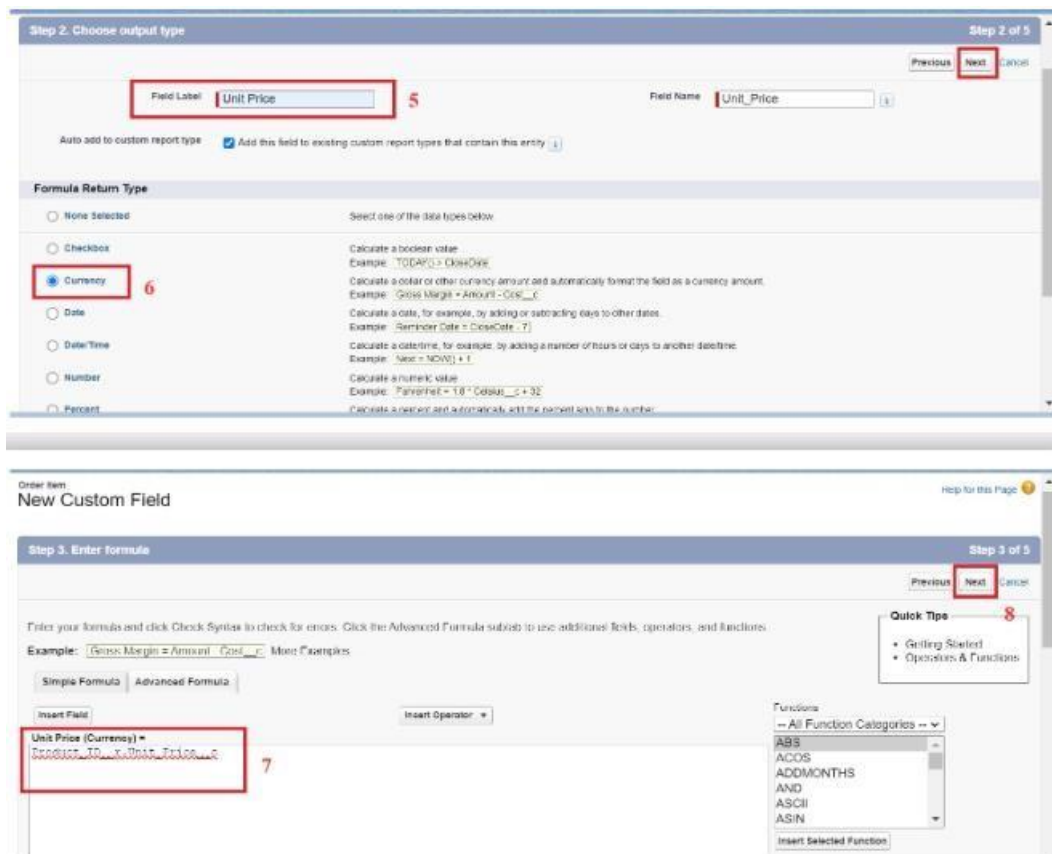 Step 2. Choose output type Step 2 of 5
Previous Next Cancel
Field Label Unit Price 5 Field Name Unit_Price i
Auto add to custom report type Add this field to existing custom report types that contain this entity i
Formula Return Type
None Selected Select one of the data types below
Checkbox Calculate a boolean value
Example: TODAY() > CloseDate
Currency 6 Calculate a dollar or other currency amount and automatically format the field as a currency amount.
Example: Gross Margin = Amount - Cost__c
Date Calculate a date, for example, by adding or subtracting days to other dates.
Example: Reminder Date = CloseDate - 7
Date/Time Calculate a date/time, for example, by adding a number of hours or days to another date/time.
Example: Next = NOW() + 1
Number Calculate a numeric value
Example: Fahrenheit = 1.8 * Celsius__c + 32
Percent Calculate a percent and automatically add the percent sign to the number
Order Item
New Custom Field
Help for this Page
Step 3. Enter formula Step 3 of 5
Previous Next Cancel
8
Quick Tips
Enter your formula and click Check Syntax to check for errors. Click the Advanced Formula subtab to use additional fields, operators, and functions.
Example: Gross Margin = Amount - Cost__c More Examples
Getting Started
Operators & Functions
Simple Formula Advanced Formula
Insert Field Insert Operator
Functions
-- All Function Categories --
Unit Price (Currency) =
Product_ID__r.Unit_Price__c
7
ABS
ACOS
ADDMONTHS
AND
ASCII
ASIN
Insert Selected Function